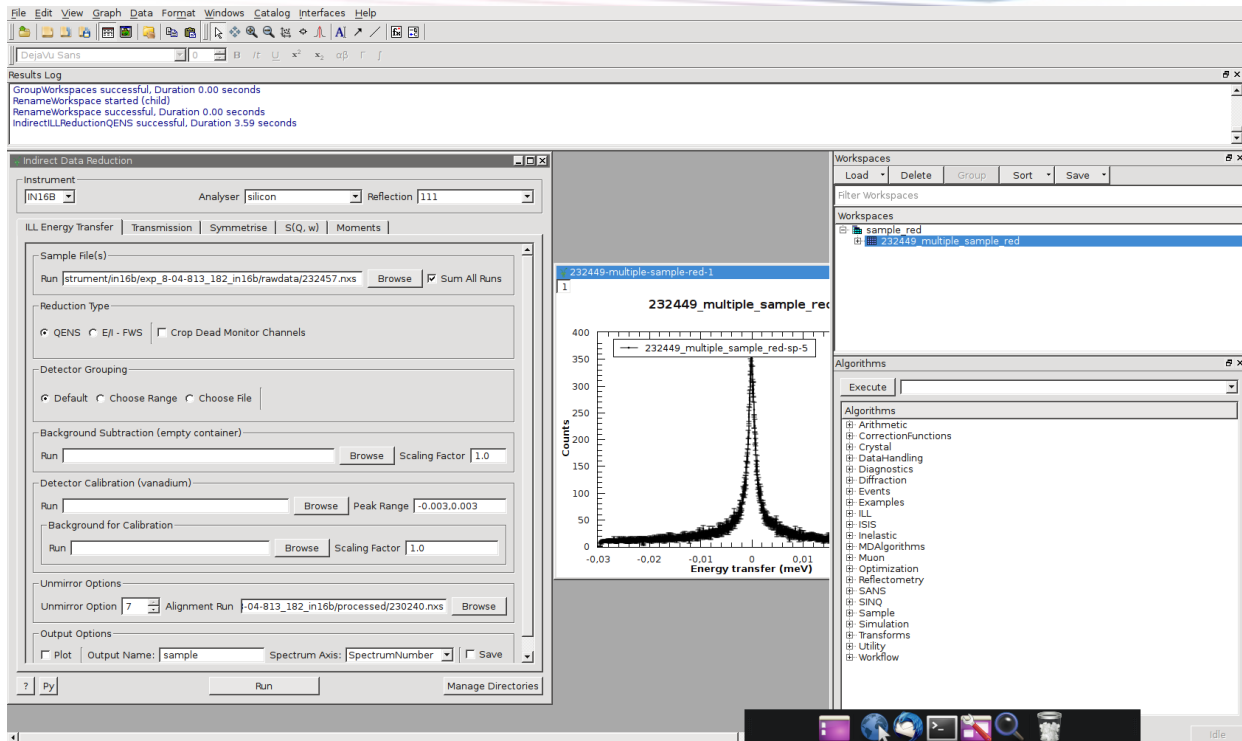 File Edit View Graph Data Format Windows Catalog Interfaces Help
DejaVu Sans 0 B It U x² x₂ αβ Γ ∫
Results Log
GroupWorkspaces successful, Duration 0.00 seconds
RenameWorkspace started (child)
RenameWorkspace successful, Duration 0.00 seconds
IndirectILLReductionQENS successful, Duration 3.59 seconds
Indirect Data Reduction
Instrument
IN16B Analyser silicon Reflection 111
ILL Energy Transfer Transmission Symmetrise S(Q, w) Moments
Sample File(s)
Run strument/in16b/exp_8-04-813_182_in16b/rawdata/232457.nxs Browse Sum All Runs
Reduction Type
QENS E/I - FWS Crop Dead Monitor Channels
Detector Grouping
Default Choose Range Choose File
Background Subtraction (empty container)
Run Browse Scaling Factor 1.0
Detector Calibration (vanadium)
Run Browse Peak Range -0.003,0.003
Background for Calibration
Run Browse Scaling Factor 1.0
Unmirror Options
Unmirror Option 7 Alignment Run -04-813_182_in16b/processed/230240.nxs Browse
Output Options
Plot Output Name: sample Spectrum Axis: SpectrumNumber Save
? Py Run Manage Directories
232449-multiple-sample-red-1
1
232449_multiple_sample_red
232449_multiple_sample_red-sp-5
Counts
400
350
300
250
200
150
100
50
0
-0.03 -0.02 -0.01 0 0.01
Energy transfer (meV)
Workspaces
Load Delete Group Sort Save
Filter Workspaces
Workspaces
sample_red
232449_multiple_sample_red
Algorithms
Execute
Algorithms
Arithmetic
CorrectionFunctions
Crystal
DataHandling
Diagnostics
Diffraction
Events
Examples
ILL
ISIS
Inelastic
MDAlgorithms
Muon
Optimization
Reflectometry
SANS
SINQ
Sample
Simulation
Transforms
Utility
Workflow
Idle